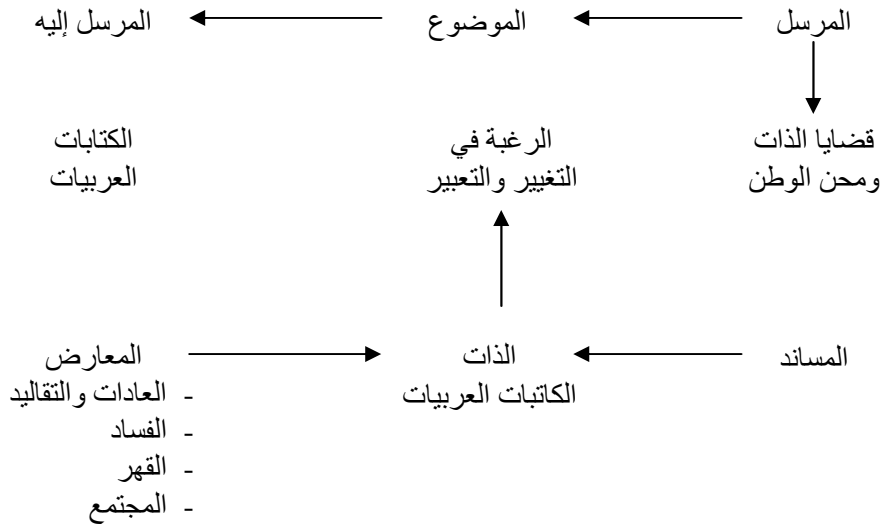 المرسل الموضوع المرسل إليه
قضايا الذات الرغبة في الكتابات
ومحن الوطن التغيير والتعبير العربيات
المساند الذات المعارض
الكاتبات العربيات - العادات والتقاليد
- الفساد
- القهر
- المجتمع